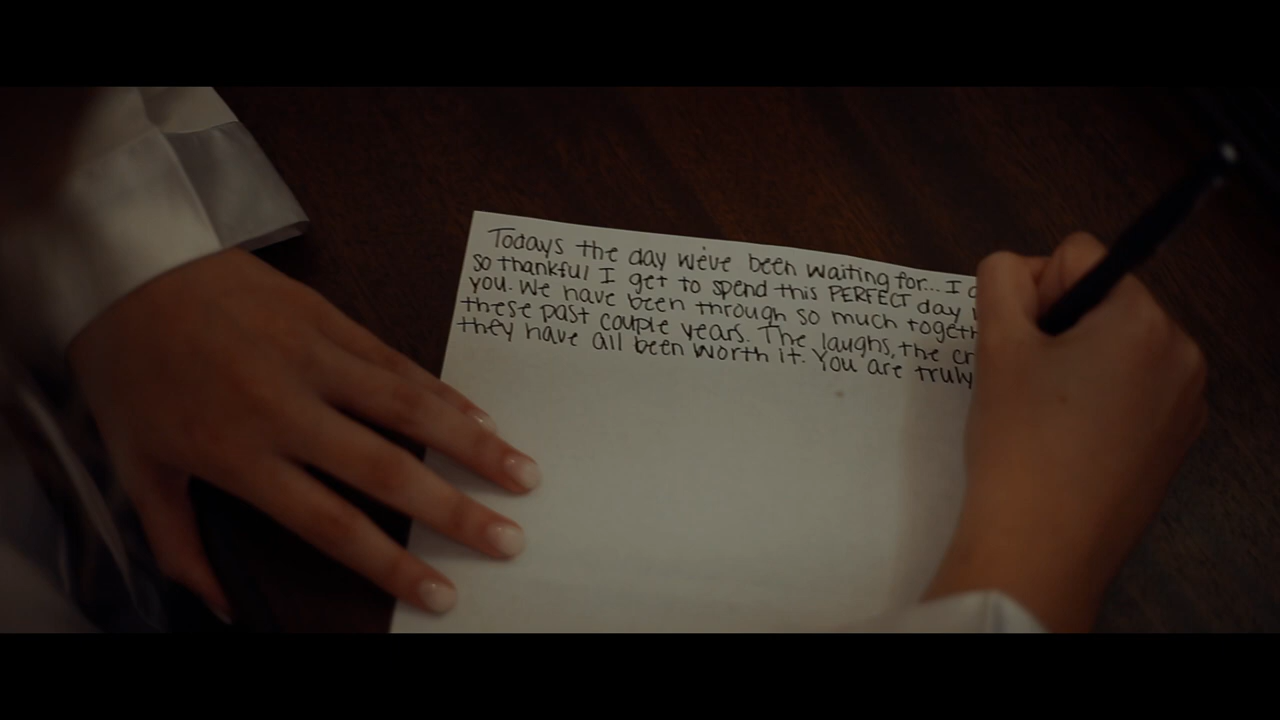 Todays the day we've been waiting for... I
so thankful I get to spend this PERFECT day
you. We have been through so much
these past couple years. The laughs, the
they have all been worth it. You are truly